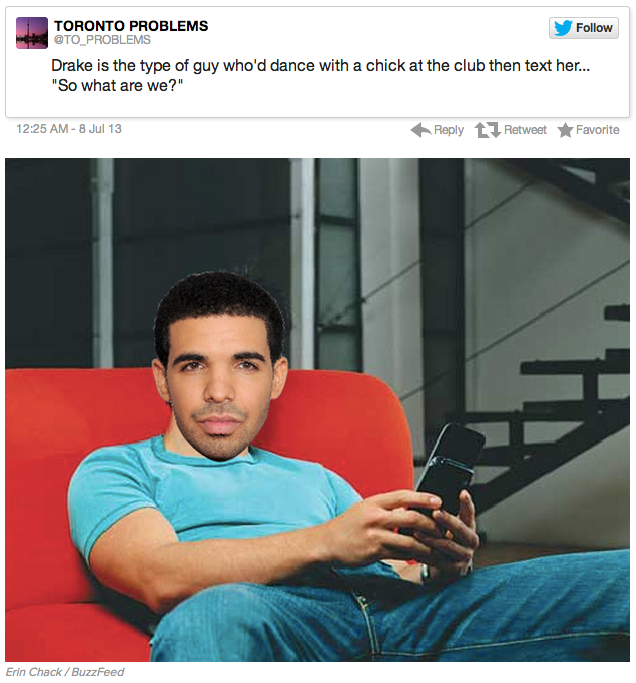 TORONTO PROBLEMS
@TO_PROBLEMS
Follow
Drake is the type of guy who'd dance with a chick at the club then text her...
"So what are we?"
12:25 AM - 8 Jul 13
Reply Retweet Favorite
Erin Chack / BuzzFeed